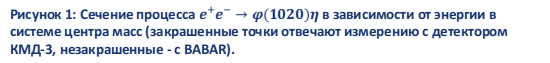 Рисунок 1: Сечение процесса e⁺e⁻ → φ(1020)η в зависимости от энергии в
системе центра масс (закрашенные точки отвечают измерению с детектором
КМД-3, незакрашенные - с BABAR).